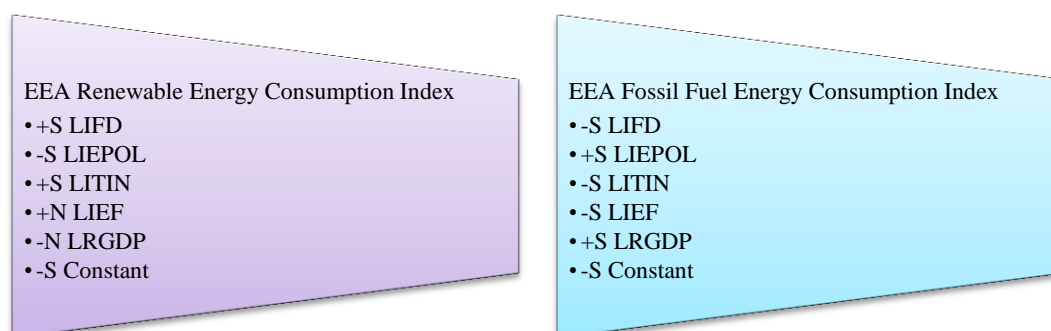 EEA Renewable Energy Consumption Index
• +S LIFD
• -S LIEPOL
• +S LITIN
• +N LIEF
• -N LRGDP
• -S Constant
EEA Fossil Fuel Energy Consumption Index
• -S LIFD
• +S LIEPOL
• -S LITIN
• -S LIEF
• +S LRGDP
• -S Constant